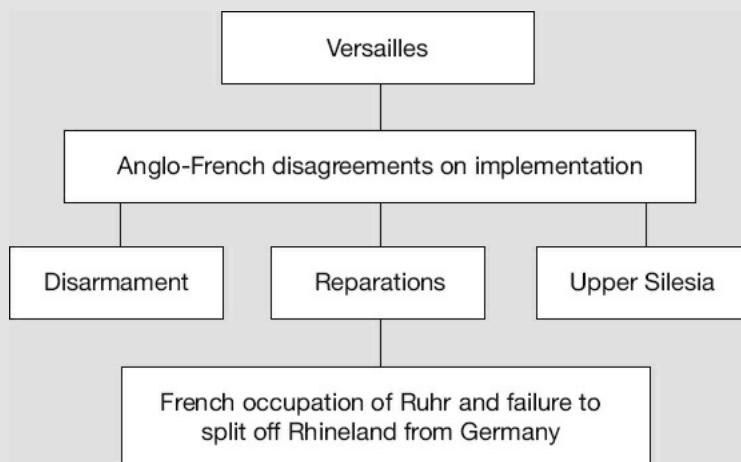 Versailles
Anglo-French disagreements on implementation
Disarmament
Reparations
Upper Silesia
French occupation of Ruhr and failure to
split off Rhineland from Germany